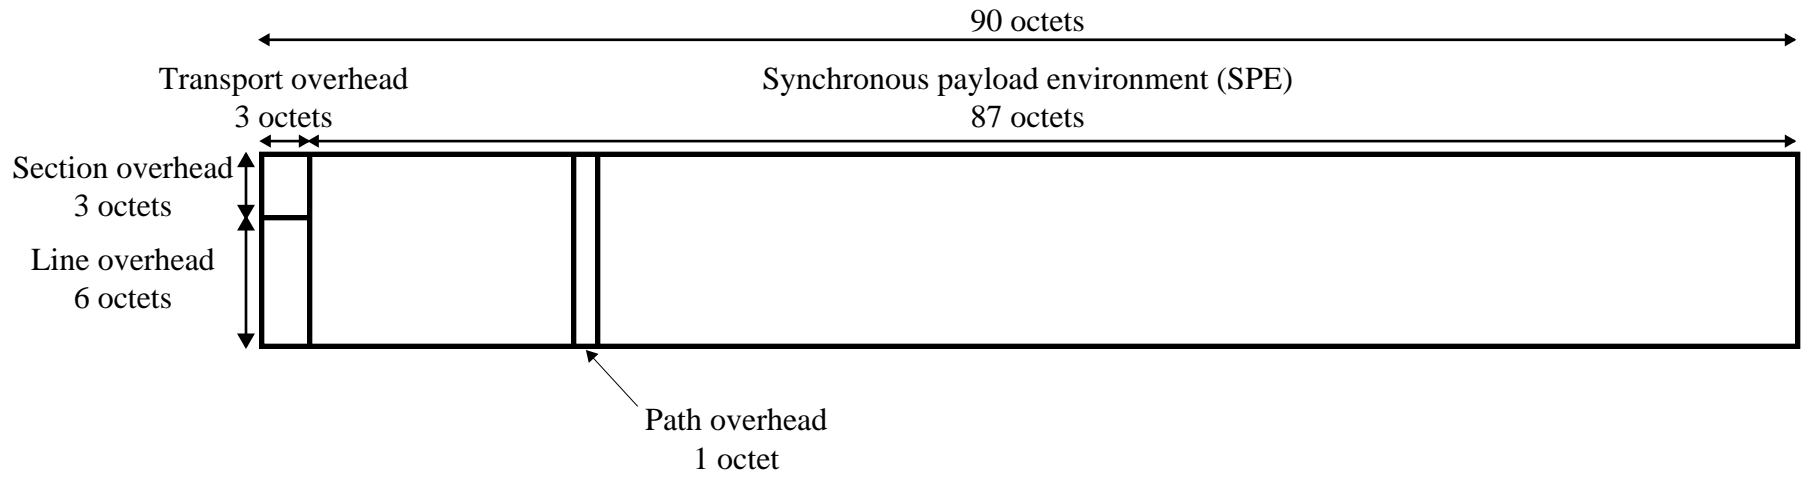 90 octets
Transport overhead
3 octets
Synchronous payload environment (SPE)
87 octets
Section overhead
3 octets
Line overhead
6 octets
Path overhead
1 octet